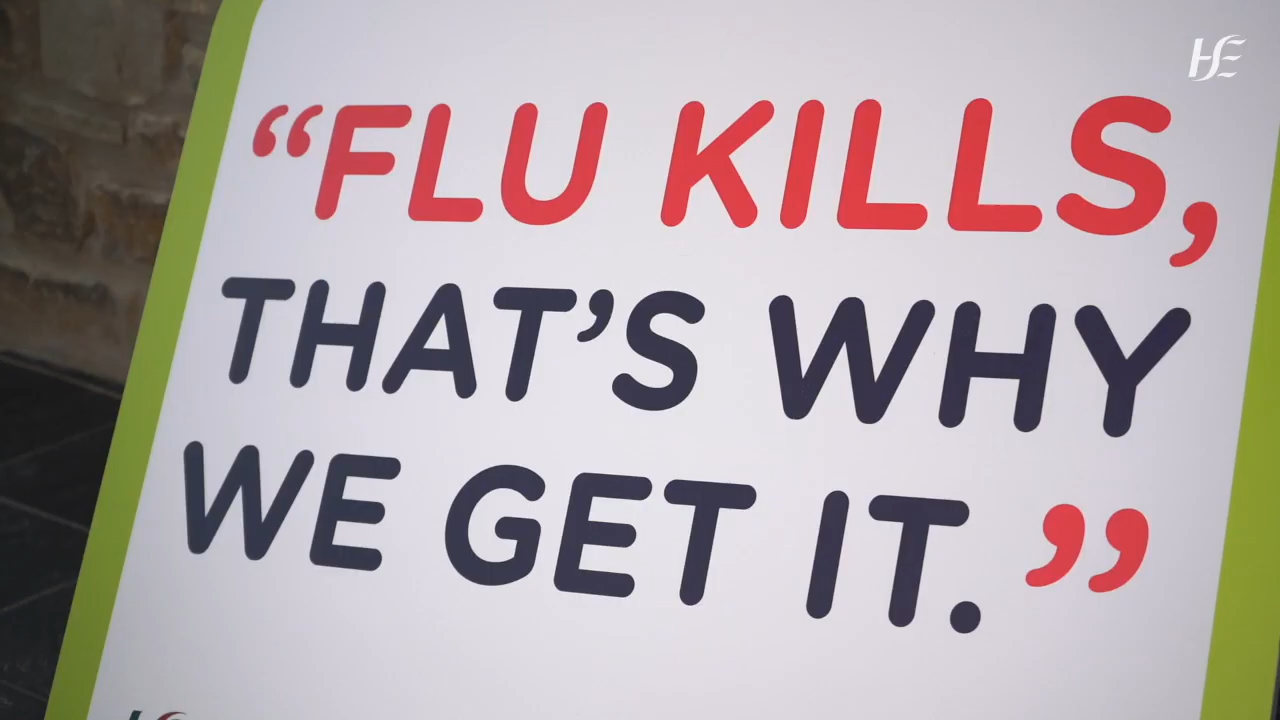 HSE
“FLU KILLS,
THAT’S WHY
WE GET IT.”